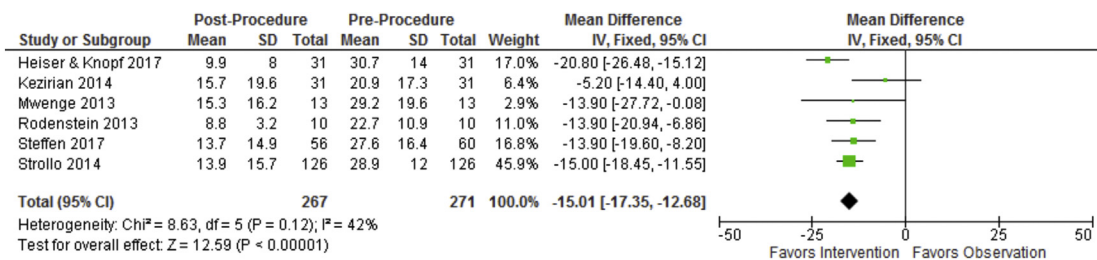 Post-Procedure Pre-Procedure Mean Difference Mean Difference
Study or Subgroup Mean SD Total Mean SD Total Weight IV, Fixed, 95% CI IV, Fixed, 95% CI
Heiser & Knopf 2017 9.9 8 31 30.7 14 31 17.0% -20.80 [-26.48, -15.12]
Kezirian 2014 15.7 19.6 31 20.9 17.3 31 6.4% -5.20 [-14.40, 4.00]
Mwenge 2013 15.3 16.2 13 29.2 19.6 13 2.9% -13.90 [-27.72, -0.08]
Rodenstein 2013 8.8 3.2 10 22.7 10.9 10 11.0% -13.90 [-20.94, -6.86]
Steffen 2017 13.7 14.9 56 27.6 16.4 60 16.8% -13.90 [-19.60, -8.20]
Strollo 2014 13.9 15.7 126 28.9 12 126 45.9% -15.00 [-18.45, -11.55]
Total (95% CI) 267 271 100.0% -15.01 [-17.35, -12.68]
Heterogeneity: Chi² = 8.63, df = 5 (P = 0.12); I² = 42%
Test for overall effect: Z = 12.59 (P < 0.00001)
-50 -25 0 25 50
Favors Intervention Favors Observation